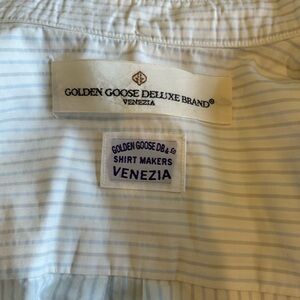 GOLDEN GOOSE DELUXE BRAND®
VENEZIA
GOLDEN GOOSE DB & Co
SHIRT MAKERS
VENEZIA